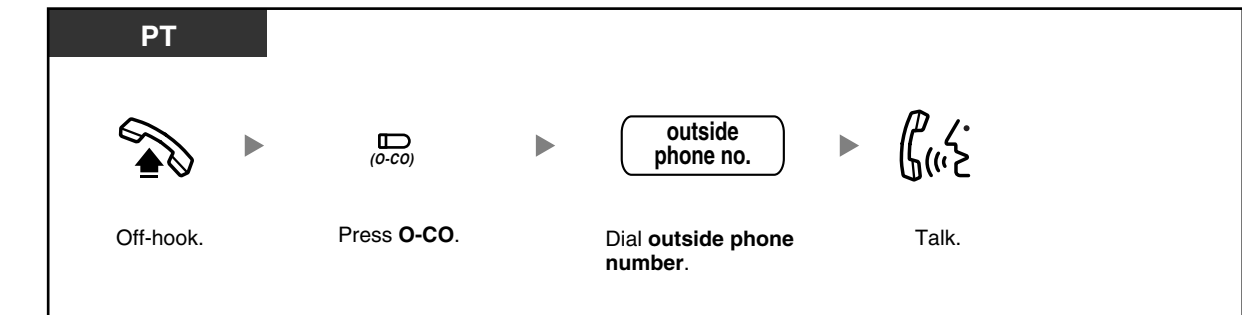 PT
(O-CO)
outside
phone no.
Off-hook.
Press O-CO.
Dial outside phone
number.
Talk.